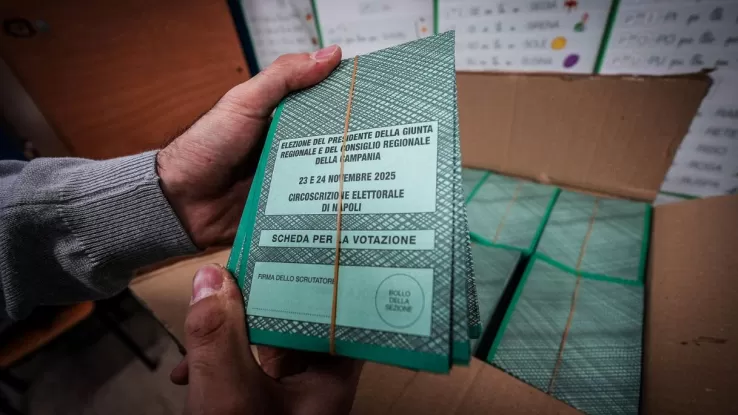 ELEZIONE DEL PRESIDENTE DELLA GIUNTA
REGIONALE E DEL CONSIGLIO REGIONALE
DELLA CAMPANIA
23 E 24 NOVEMBRE 2025
CIRCOSCRIZIONE ELETTORALE
DI NAPOLI
SCHEDA PER LA VOTAZIONE
FIRMA DELLO SCRUTATORE
BOLLO
DELLA
SEZIONE